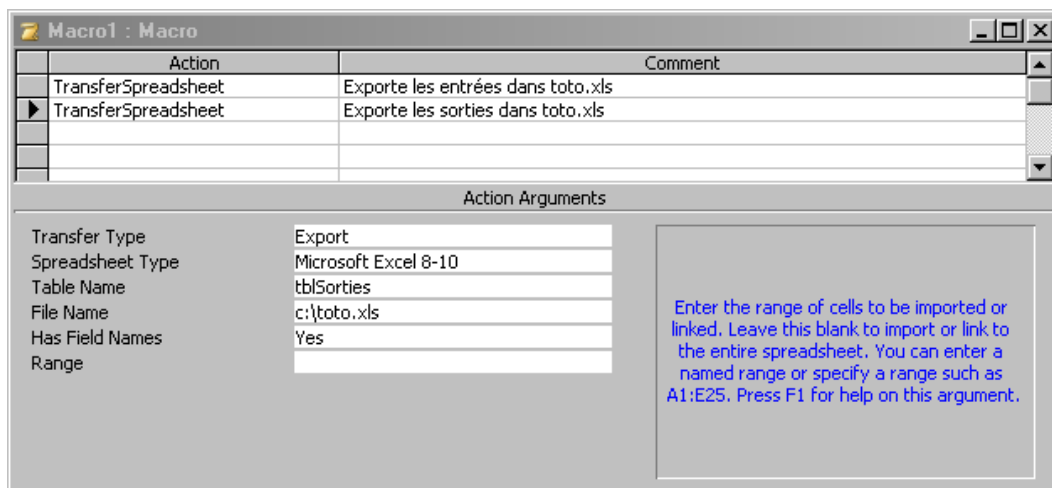 Macro1 : Macro
Action Comment
TransferSpreadsheet Exporte les entrées dans toto.xls
TransferSpreadsheet Exporte les sorties dans toto.xls
Action Arguments
Transfer Type Export
Spreadsheet Type Microsoft Excel 8-10
Table Name tblSorties
File Name c:\toto.xls
Has Field Names Yes
Range
Enter the range of cells to be imported or
linked. Leave this blank to import or link to
the entire spreadsheet. You can enter a
named range or specify a range such as
A1:E25. Press F1 for help on this argument.